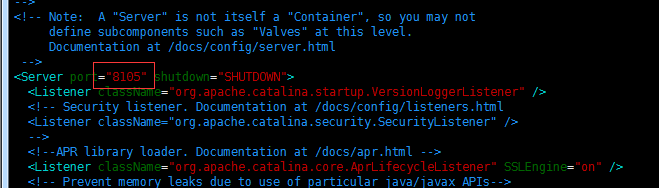 -->
<!-- Note:  A "Server" is not itself a "Container", so you may not
     define subcomponents such as "Valves" at this level.
     Documentation at /docs/config/server.html
 -->
<Server port="8105" shutdown="SHUTDOWN">
  <Listener className="org.apache.catalina.startup.VersionLoggerListener" />
  <!-- Security listener. Documentation at /docs/config/listeners.html
  <Listener className="org.apache.catalina.security.SecurityListener" />
  -->
  <!--APR library loader. Documentation at /docs/apr.html -->
  <Listener className="org.apache.catalina.core.AprLifecycleListener" SSLEngine="on" />
  <!-- Prevent memory leaks due to use of particular java/javax APIs-->